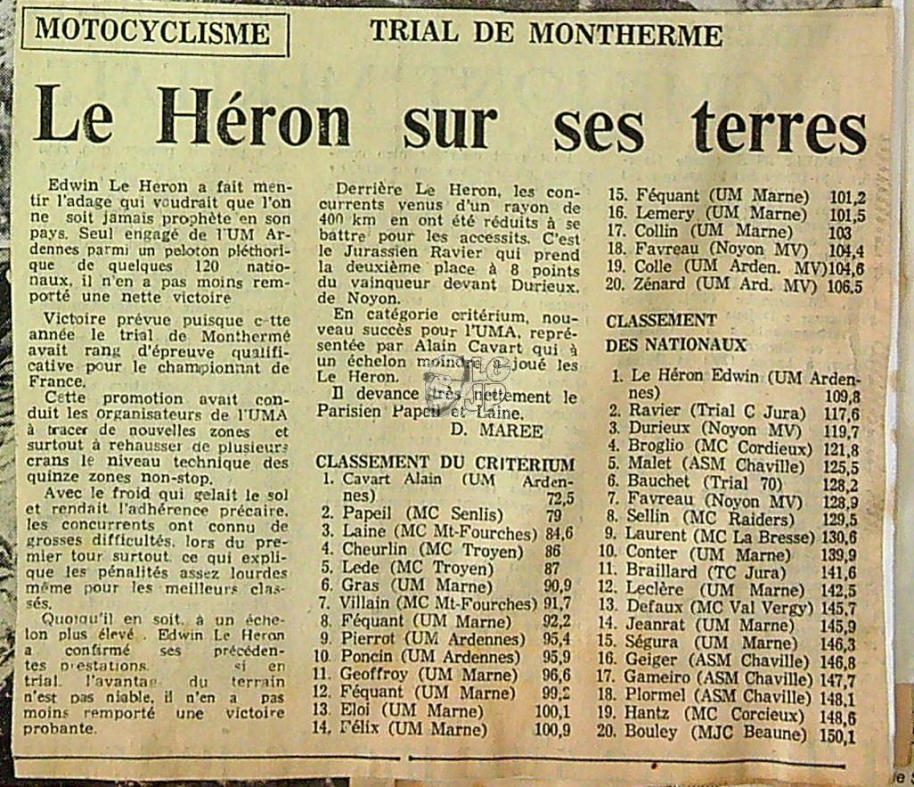 MOTOCYCLISME
TRIAL DE MONTHERME
Le Héron sur ses terres
Edwin Le Heron a fait men-
tir l'adage qui voudrait que l'on
ne soit jamais prophète en son
pays. Seul engagé de l'UM Ar-
dennes parmi un peloton pléthori-
que de quelques 120 natio-
naux, il n'en a pas moins rem-
porté une nette victoire
Victoire prévue puisque cette
année le trial de Monthermé
avait rang d'épreuve qualifi-
cative pour le championnat de
France.
Cette promotion avait con-
duit les organisateurs de l'UMA
à tracer de nouvelles zones et
surtout à rehausser de plusieurs
crans le niveau technique des
quinze zones non-stop.
Avec le froid qui gelait le sol
et rendait l'adhérence précaire,
les concurrents ont connu de
grosses difficultés, lors du pre-
mier tour surtout, ce qui expli-
que les pénalités assez lourdes
même pour les meilleurs clas-
sés.
Quoiqu'il en soit, à un éche-
lon plus élevé, Edwin Le Heron
a confirmé ses précéden-
tes prestations. si en
trial, l'avantage du terrain
n'est pas niable, il n'en a pas
moins remporté une victoire
probante.
Derrière Le Heron, les con-
currents venus d'un rayon de
400 km en ont été réduits à se
battre pour les accessits. C'est
le Jurassien Ravier qui prend
la deuxième place à 8 points
du vainqueur devant Durieux,
de Noyon.
En catégorie critérium, nou-
veau succès pour l'UMA, repré-
sentée par Alain Cavart qui à
un échelon moindre a joué les
Le Heron.
Il devance très nettement le
Parisien Papeil et Laine.
D. MAREE
CLASSEMENT DU CRITERIUM
1. Cavart Alain (UM Arden-
nes) 72,5
2. Papeil (MC Senlis) 79
3. Laine (MC Mt-Fourches) 84,6
4. Cheurlin (MC Troyen) 86
5. Lede (MC Troyen) 87
6. Gras (UM Marne) 90,9
7. Villain (MC Mt-Fourches) 91,7
8. Féquant (UM Marne) 92,2
9. Pierrot (UM Ardennes) 95,4
10. Poncin (UM Ardennes) 95,9
11. Geoffroy (UM Marne) 96,6
12. Féquant (UM Marne) 99,2
13. Eloi (UM Marne) 100,1
14. Félix (UM Marne) 100,9
15. Féquant (UM Marne) 101,2
16. Lemery (UM Marne) 101,5
17. Collin (UM Marne) 103
18. Favreau (Noyon MV) 104,4
19. Colle (UM Arden. MV)104,6
20. Zénard (UM Ard. MV) 106,5
CLASSEMENT
DES NATIONAUX
1. Le Héron Edwin (UM Arden-
nes) 109,8
2. Ravier (Trial C Jura) 117,6
3. Durieux (Noyon MV) 119,7
4. Broglio (MC Cordieux) 121,8
5. Malet (ASM Chaville) 125,5
6. Bauchet (Trial 70) 128,2
7. Favreau (Noyon MV) 128,9
8. Sellin (MC Raiders) 129,5
9. Laurent (MC La Bresse) 130,6
10. Conter (UM Marne) 139,9
11. Braillard (TC Jura) 141,6
12. Leclère (UM Marne) 142,5
13. Defaux (MC Val Vergy) 145,7
14. Jeanrat (UM Marne) 145,9
15. Ségura (UM Marne) 146,3
16. Geiger (ASM Chaville) 146,8
17. Gameiro (ASM Chaville) 147,7
18. Plormel (ASM Chaville) 148,1
19. Hantz (MC Corcieux) 148,6
20. Bouley (MJC Beaune) 150,1